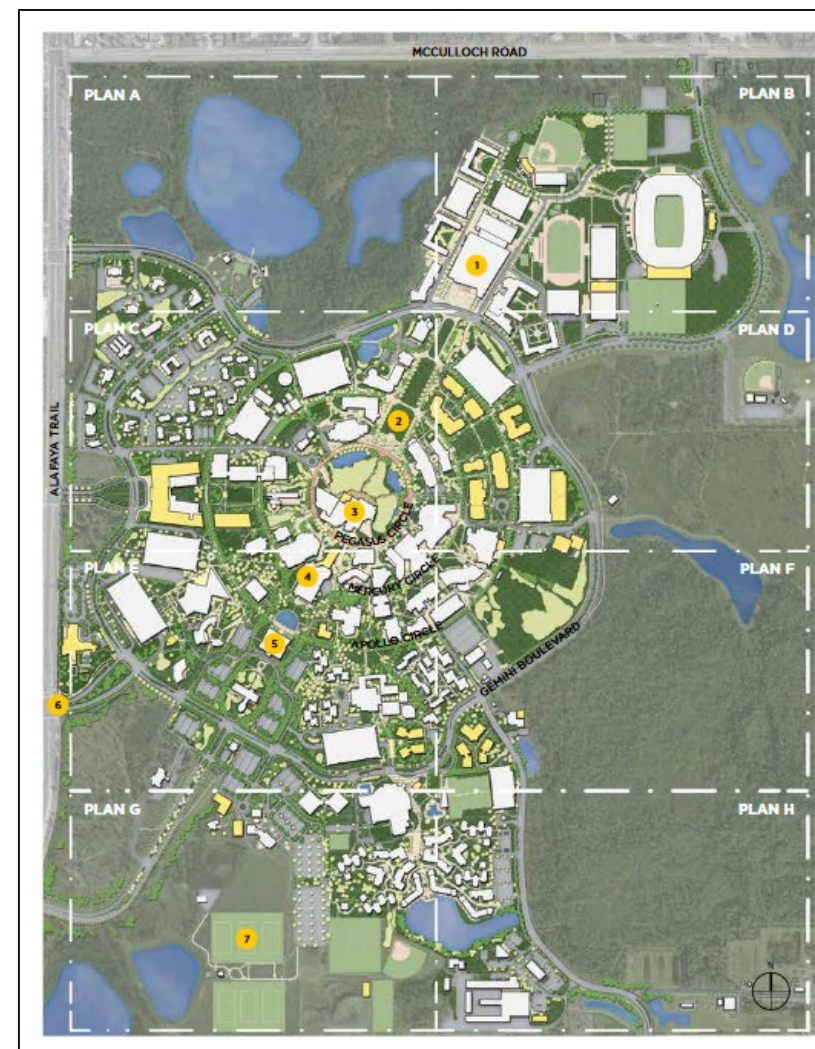 MCCULLOCH ROAD
PLAN A
PLAN B
1
PLAN C
PLAN D
ALAFAYA TRAIL
2
3
PEGASUS CIRCLE
PLAN E
PLAN F
4
MERCURY CIRCLE
5
APOLLO CIRCLE
GEMINI BOULEVARD
6
PLAN G
PLAN H
7
N